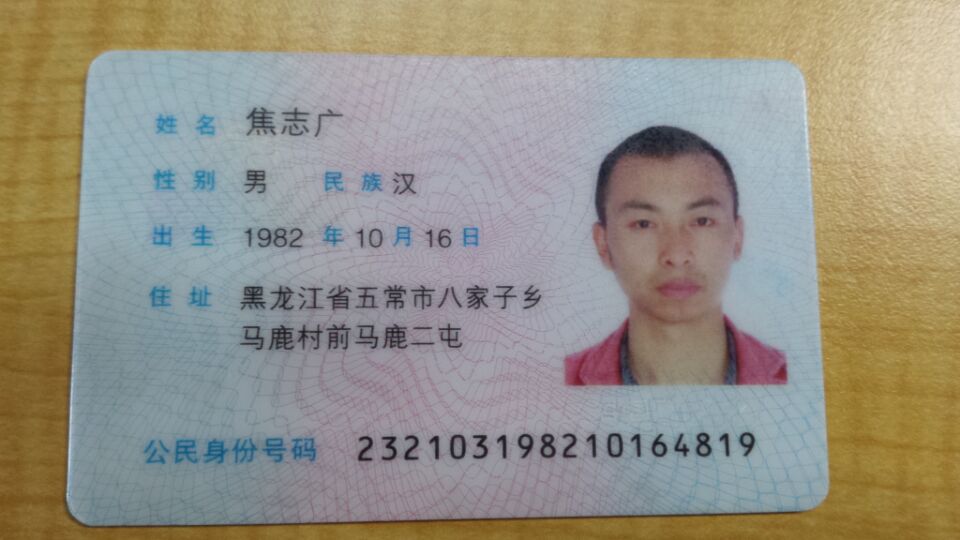 姓名 焦志广
性别 男 民族 汉
出生 1982 年 10 月 16 日
住址 黑龙江省五常市八家子乡
马鹿村前马鹿二屯
公民身份号码 232103198210164819